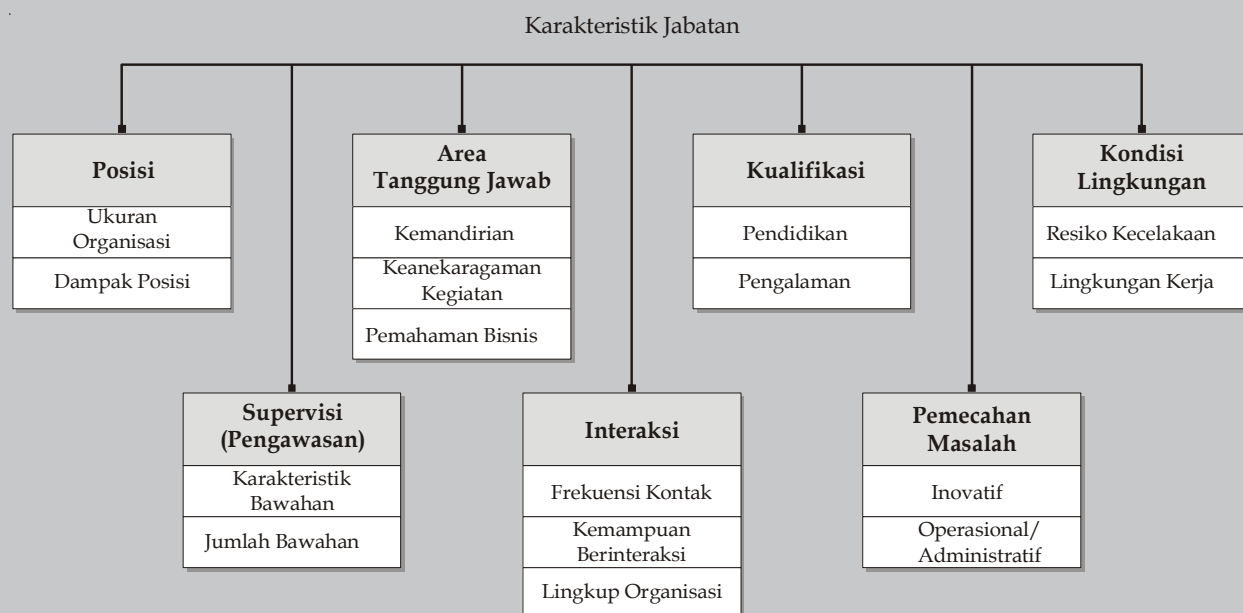 Karakteristik Jabatan
Posisi
Ukuran
Organisasi
Dampak Posisi
Area
Tanggung Jawab
Kemandirian
Keanekaragaman
Kegiatan
Pemahaman Bisnis
Kualifikasi
Pendidikan
Pengalaman
Kondisi
Lingkungan
Resiko Kecelakaan
Lingkungan Kerja
Supervisi
(Pengawasan)
Karakteristik
Bawahan
Jumlah Bawahan
Interaksi
Frekuensi Kontak
Kemampuan
Berinteraksi
Lingkup Organisasi
Pemecahan
Masalah
Inovatif
Operasional/
Administratif